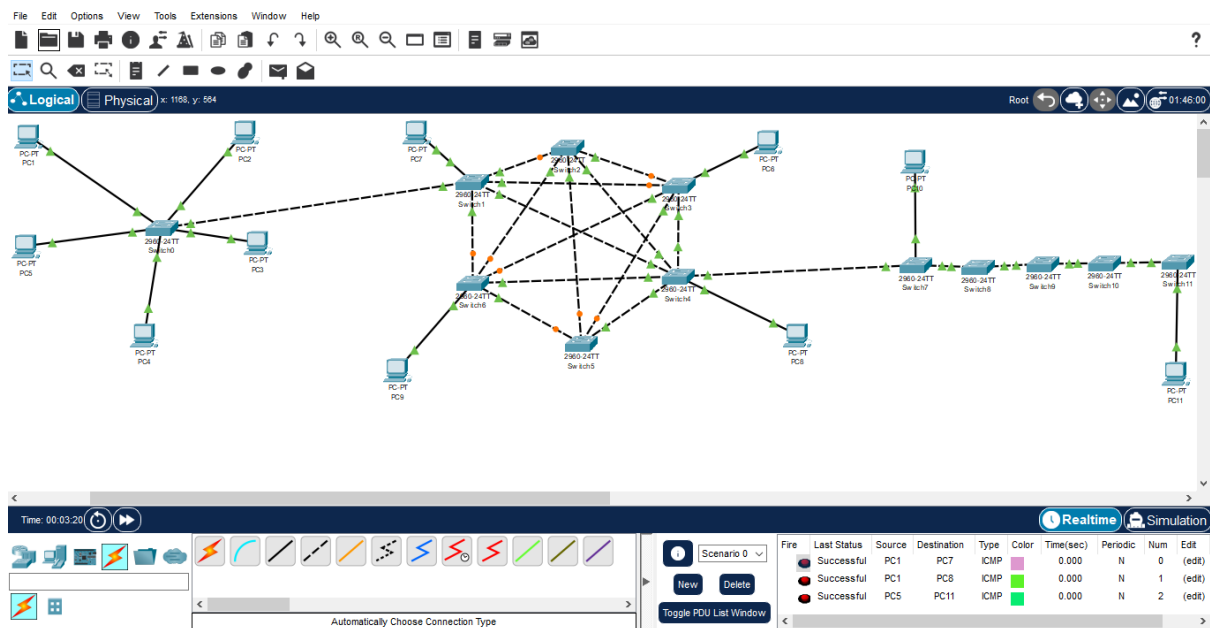 File Edit Options View Tools Extensions Window Help
?
Logical Physical x: 1168, y: 564 Root 01:46:00
PC-PT
PC1
PC-PT
PC2
PC-PT
PC7
2960-24TT
Switch2
PC-PT
PC6
PC-PT
PC10
2960-24TT
Switch1
2960-24TT
Switch3
2960-24TT
Switch0
PC-PT
PC5
PC-PT
PC3
2960-24TT
Switch7
2960-24TT
Switch8
2960-24TT
Switch9
2960-24TT
Switch10
2960-24TT
Switch11
2960-24TT
Switch6
2960-24TT
Switch4
PC-PT
PC4
2960-24TT
Switch5
PC-PT
PC8
PC-PT
PC9
PC-PT
PC11
Time: 00:03:20 Realtime Simulation
Scenario 0
New Delete
Toggle PDU List Window
Fire Last Status Source Destination Type Color Time(sec) Periodic Num Edit
Successful PC1 PC7 ICMP 0.000 N 0 (edit)
Successful PC1 PC8 ICMP 0.000 N 1 (edit)
Successful PC5 PC11 ICMP 0.000 N 2 (edit)
Automatically Choose Connection Type